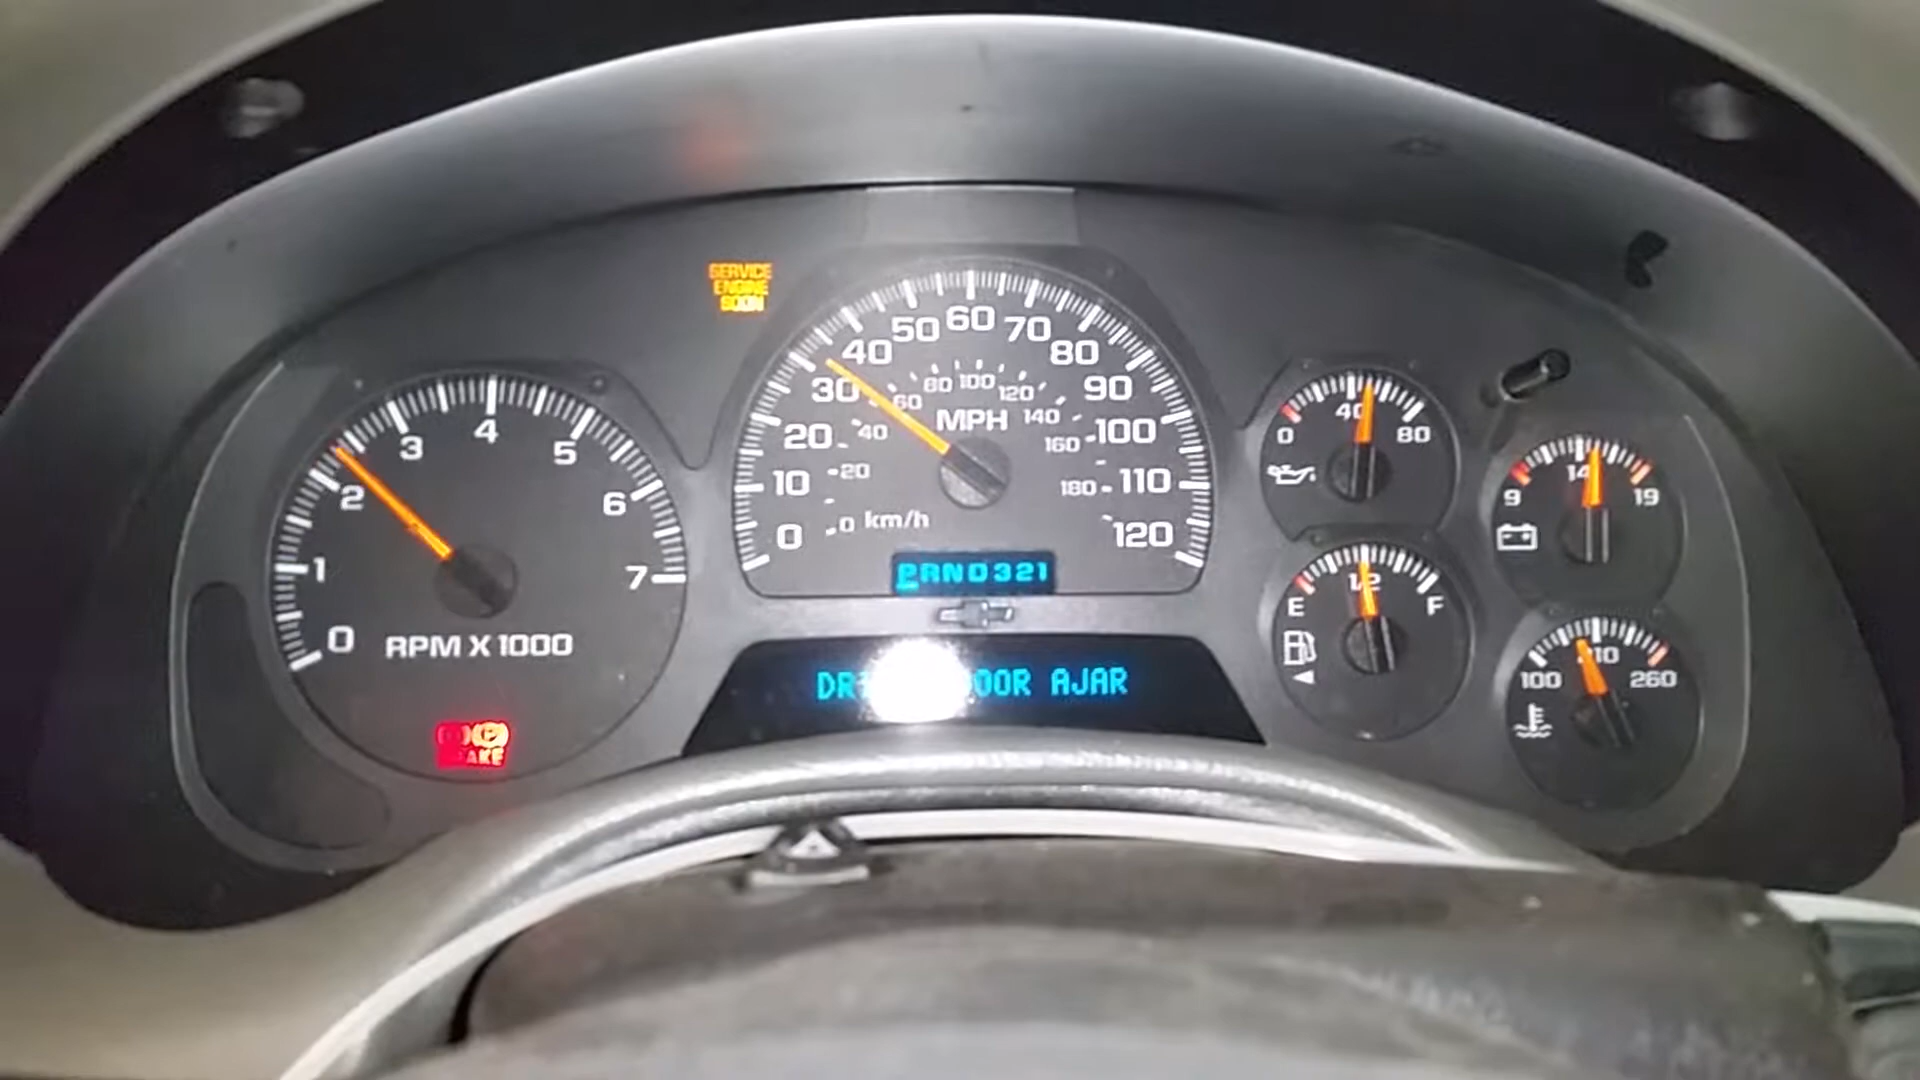 SERVICE
ENGINE
SOON
0 1 2 3 4 5 6 7
RPM X 1000
0 10 20 30 40 50 60 70 80 90 100 110 120
MPH
0 20 40 60 80 100 120 140 160 180
km/h
PRND321
OOR AJAR
0 40 80
9 14 19
E 1/2 F
100 210 260